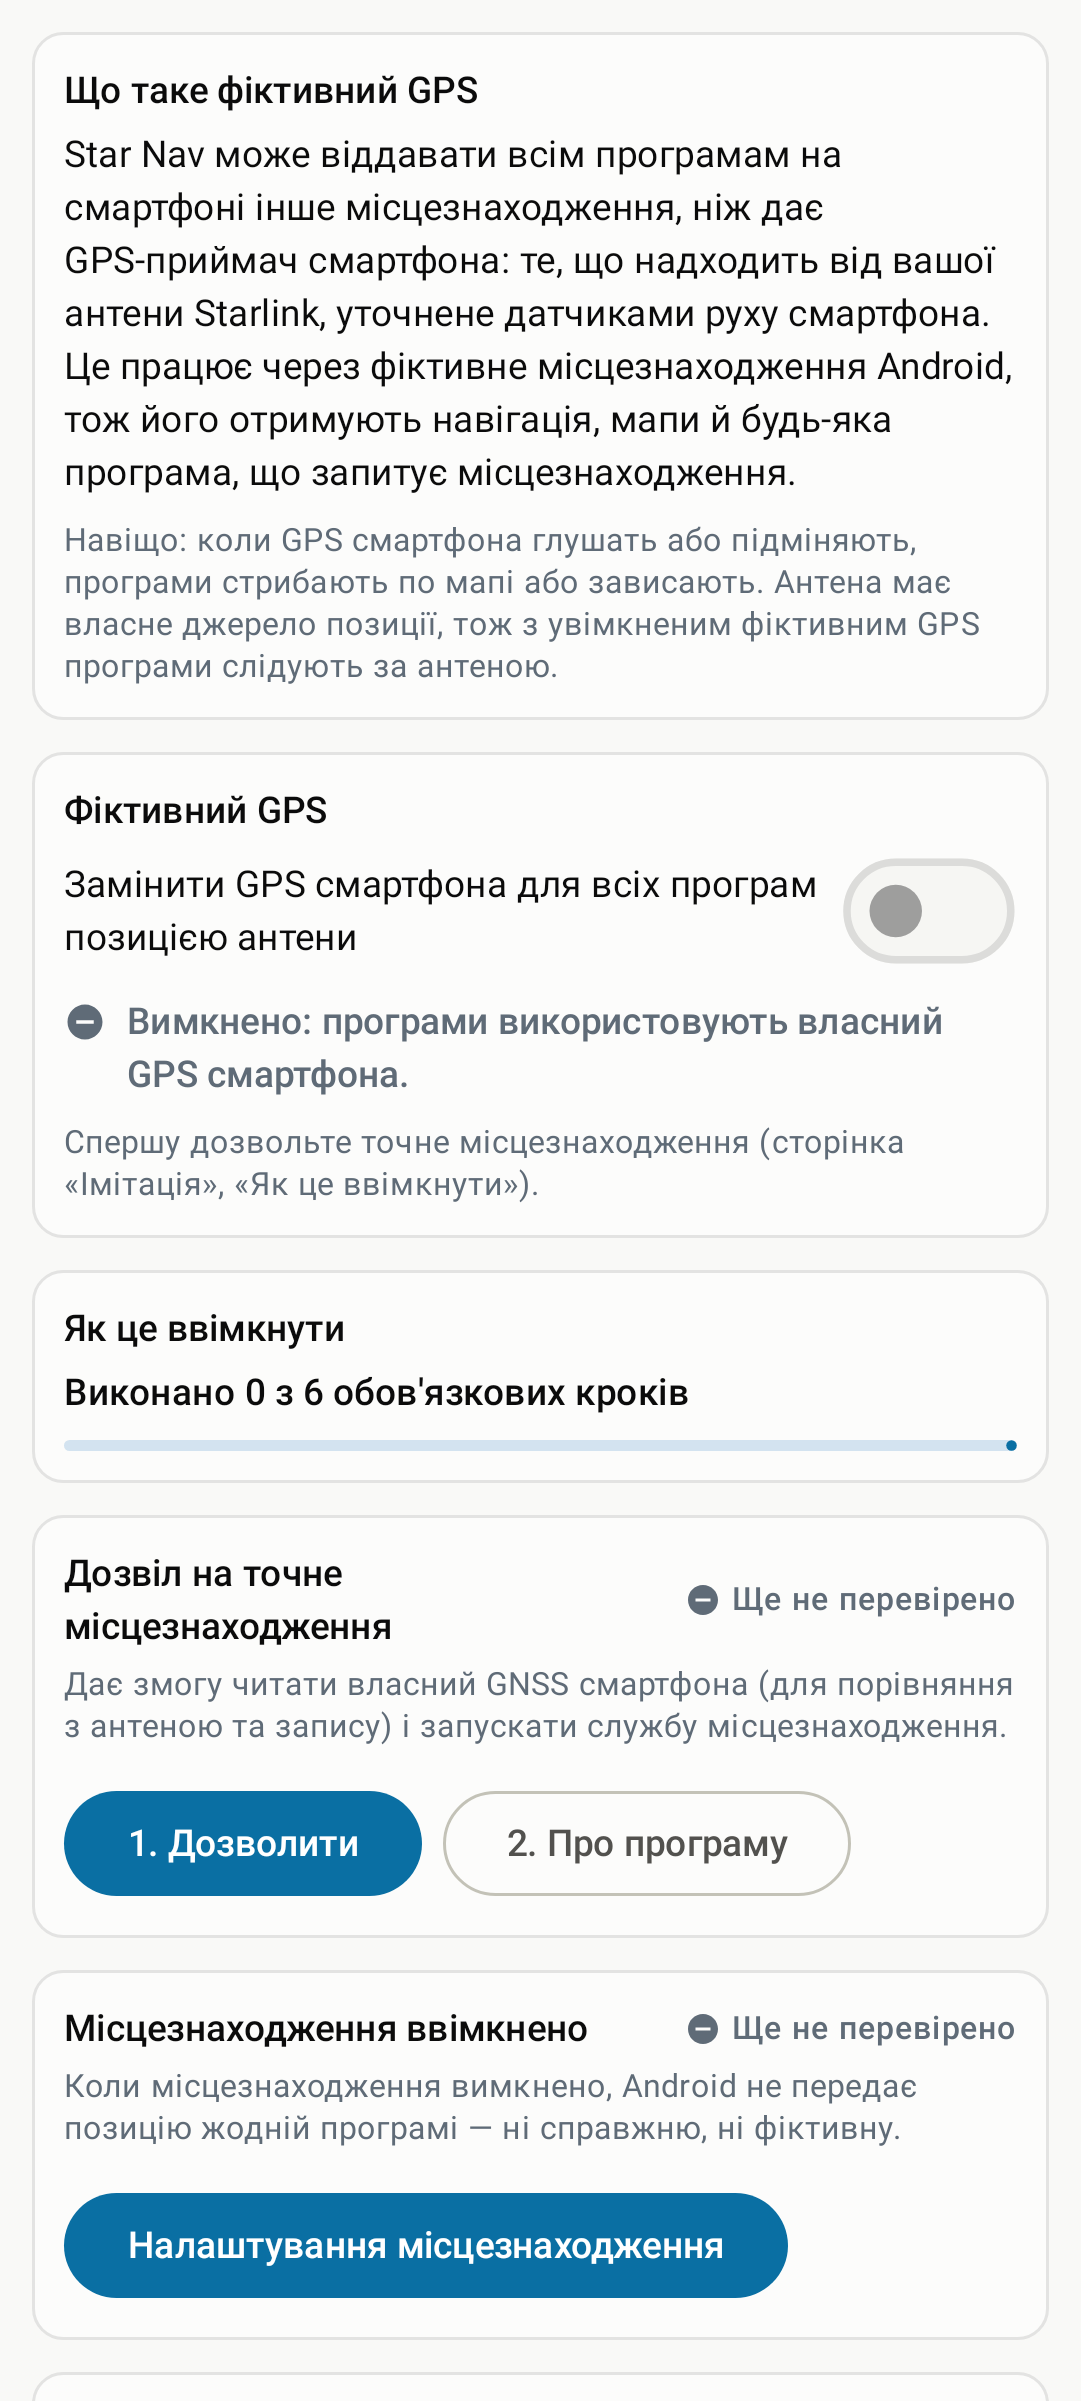 Що таке фіктивний GPS
Star Nav може віддавати всім програмам на
смартфоні інше місцезнаходження, ніж дає
GPS-приймач смартфона: те, що надходить від вашої
антени Starlink, уточнене датчиками руху смартфона.
Це працює через фіктивне місцезнаходження Android,
тож його отримують навігація, мапи й будь-яка
програма, що запитує місцезнаходження.
Навіщо: коли GPS смартфона глушать або підміняють,
програми стрибають по мапі або зависають. Антена має
власне джерело позиції, тож з увімкненим фіктивним GPS
програми слідують за антеною.
Фіктивний GPS
Замінити GPS смартфона для всіх програм
позицією антени
Вимкнено: програми використовують власний
GPS смартфона.
Спершу дозвольте точне місцезнаходження (сторінка
«Імітація», «Як це ввімкнути»).
Як це ввімкнути
Виконано 0 з 6 обов'язкових кроків
Дозвіл на точне
місцезнаходження
Ще не перевірено
Дає змогу читати власний GNSS смартфона (для порівняння
з антеною та запису) і запускати службу місцезнаходження.
1. Дозволити
2. Про програму
Місцезнаходження ввімкнено
Ще не перевірено
Коли місцезнаходження вимкнено, Android не передає
позицію жодній програмі — ні справжню, ні фіктивну.
Налаштування місцезнаходження